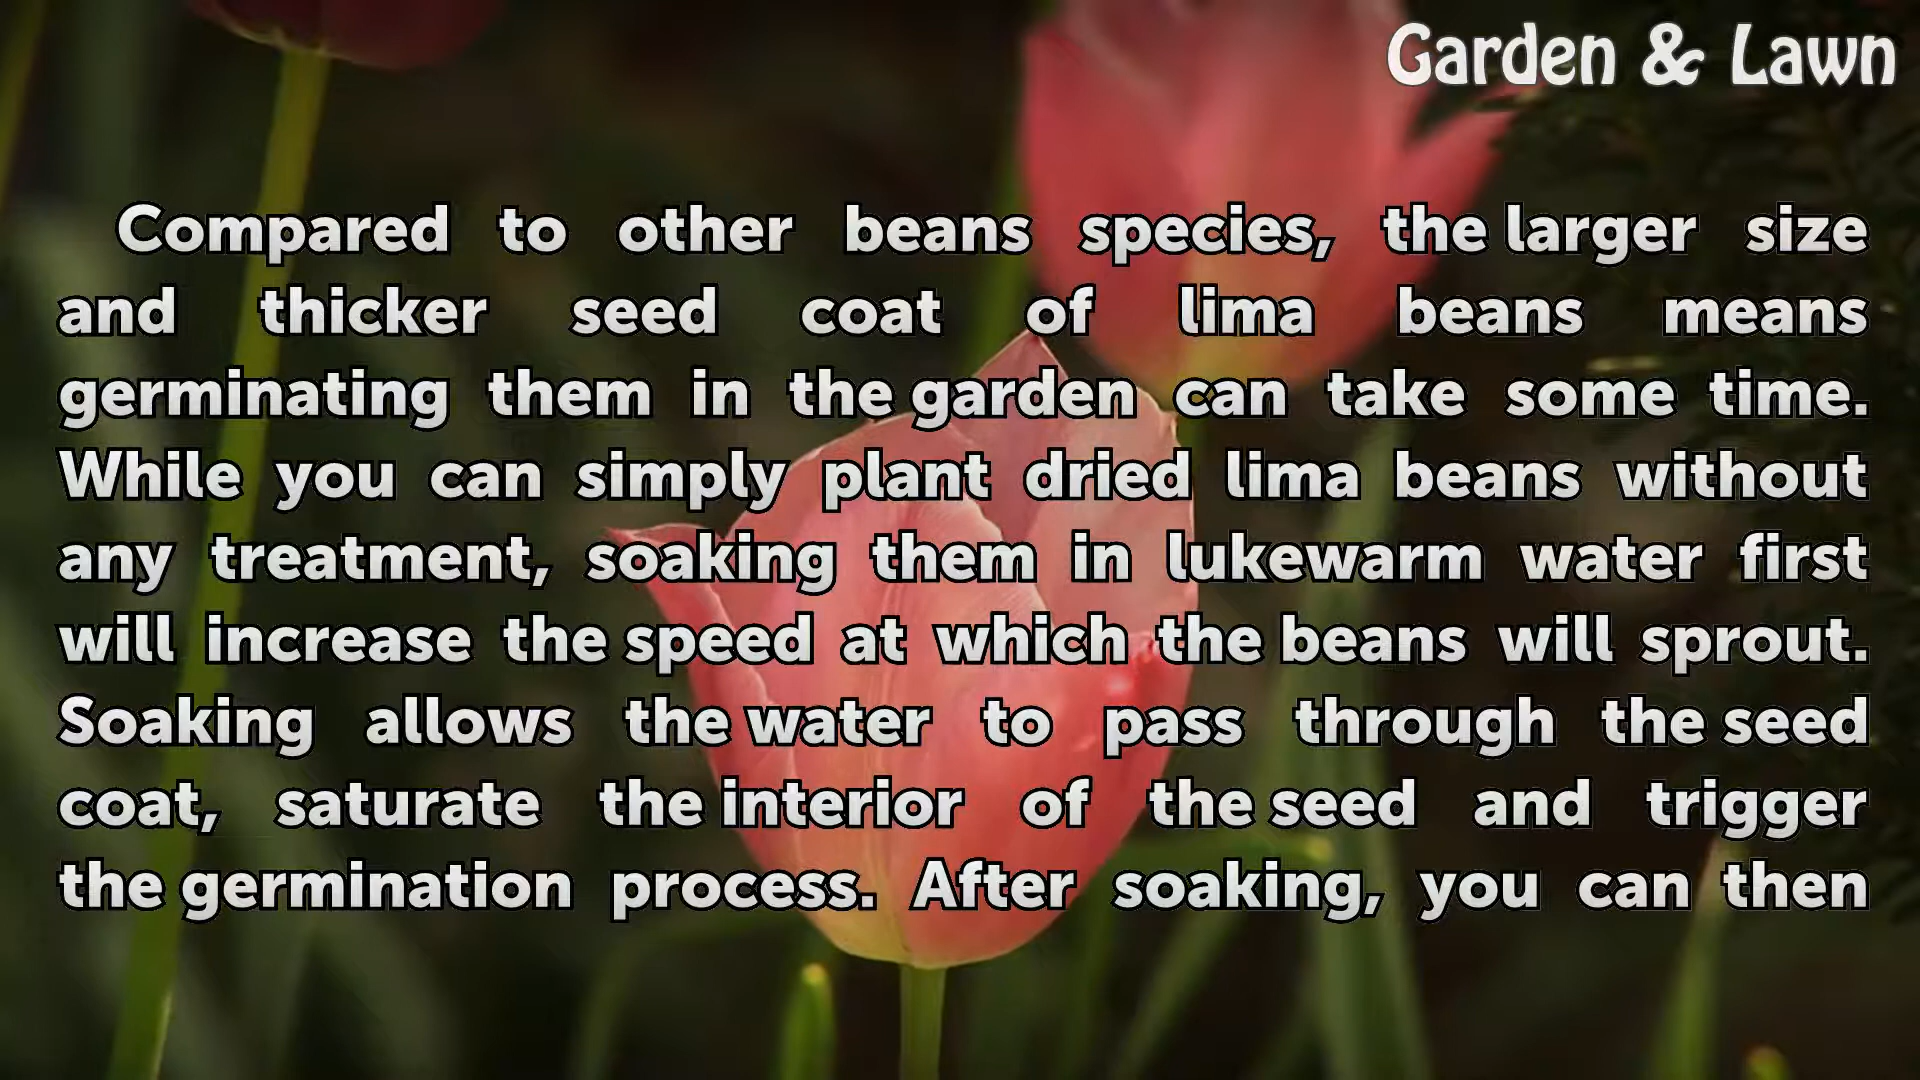 Garden & Lawn
Compared to other beans species, the larger size
and thicker seed coat of lima beans means
germinating them in the garden can take some time.
While you can simply plant dried lima beans without
any treatment, soaking them in lukewarm water first
will increase the speed at which the beans will sprout.
Soaking allows the water to pass through the seed
coat, saturate the interior of the seed and trigger
the germination process. After soaking, you can then